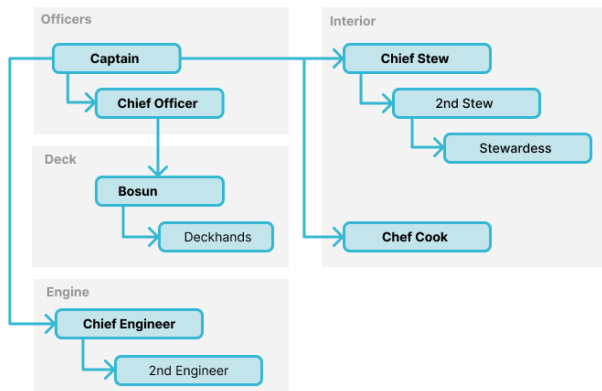 Officers
Captain
Chief Officer
Deck
Bosun
Deckhands
Engine
Chief Engineer
2nd Engineer
Interior
Chief Stew
2nd Stew
Stewardess
Chef Cook